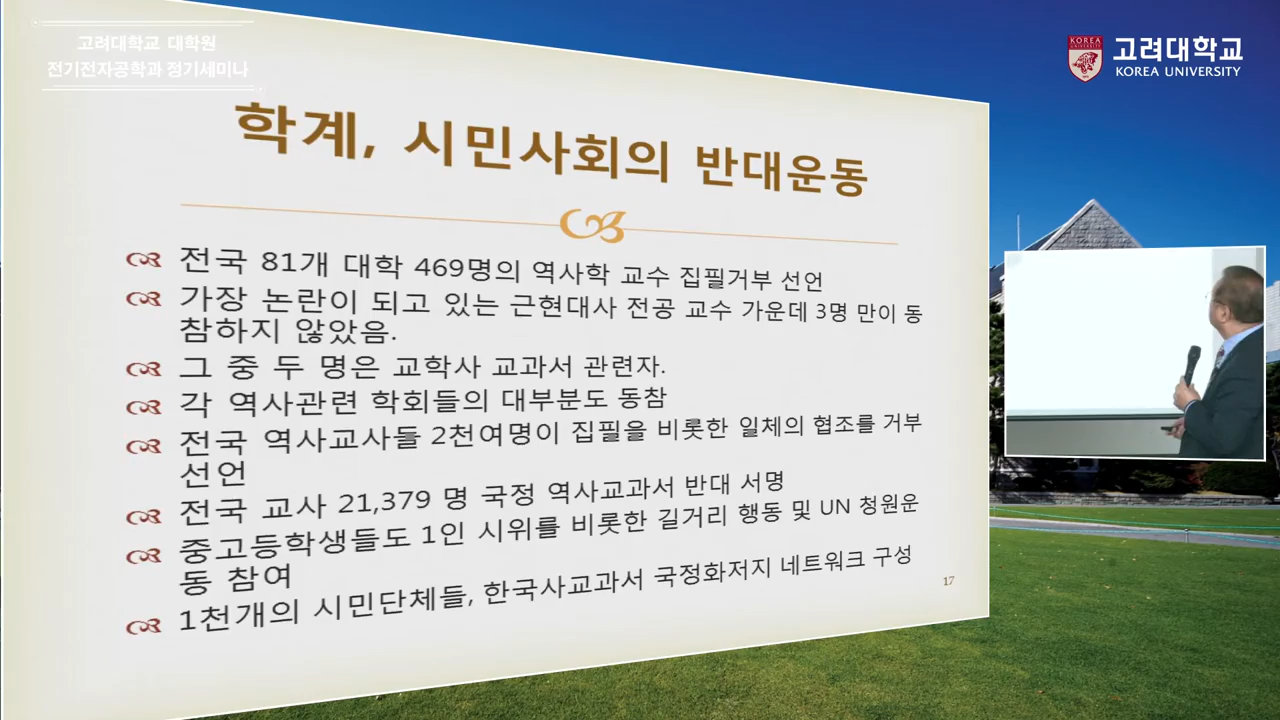 고려대학교 대학원
전기전자공학과 정기세미나
KOREA
고려대학교
KOREA UNIVERSITY
학계, 시민사회의 반대운동
전국 81개 대학 469명의 역사학 교수 집필거부 선언
가장 논란이 되고 있는 근현대사 전공 교수 가운데 3명 만이 동
참하지 않았음.
그 중 두 명은 교학사 교과서 관련자.
각 역사관련 학회들의 대부분도 동참
전국 역사교사들 2천여명이 집필을 비롯한 일체의 협조를 거부
선언
전국 교사 21,379 명 국정 역사교과서 반대 서명
중고등학생들도 1인 시위를 비롯한 길거리 행동 및 UN 청원운
동 참여
1천개의 시민단체들, 한국사교과서 국정화저지 네트워크 구성
17